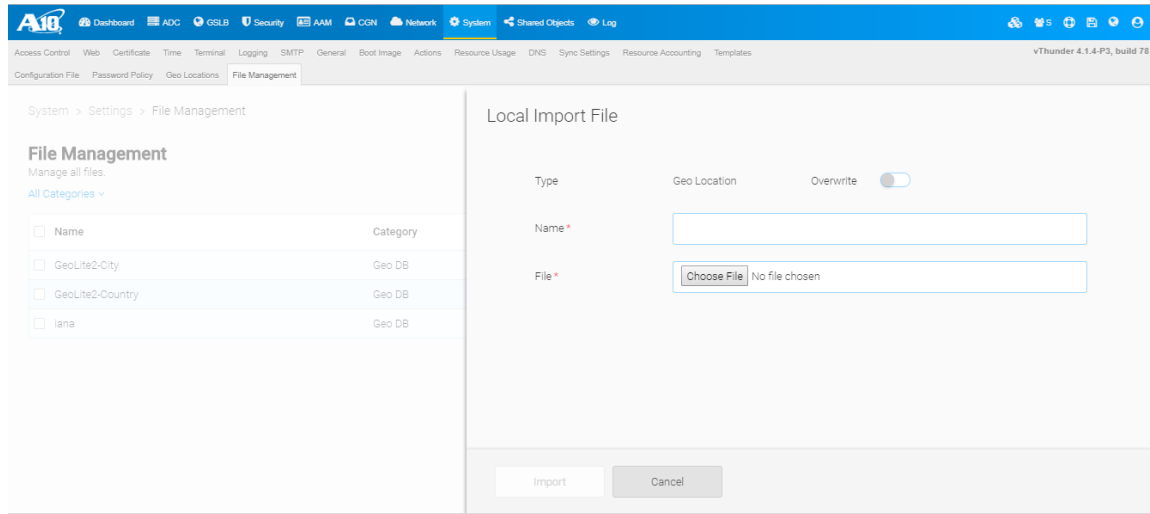 A10 Dashboard ADC GSLB Security AAM CGN Network System Shared Objects Log S
Access Control Web Certificate Time Terminal Logging SMTP General Boot Image Actions Resource Usage DNS Sync Settings Resource Accounting Templates vThunder 4.1.4-P3, build 78
Configuration File Password Policy Geo Locations File Management
System > Settings > File Management
Local Import File
File Management
Manage all files.
All Categories
Type Geo Location Overwrite
Name Category
Name *
GeoLite2-City Geo DB
File * Choose File No file chosen
GeoLite2-Country Geo DB
iana Geo DB
Import Cancel